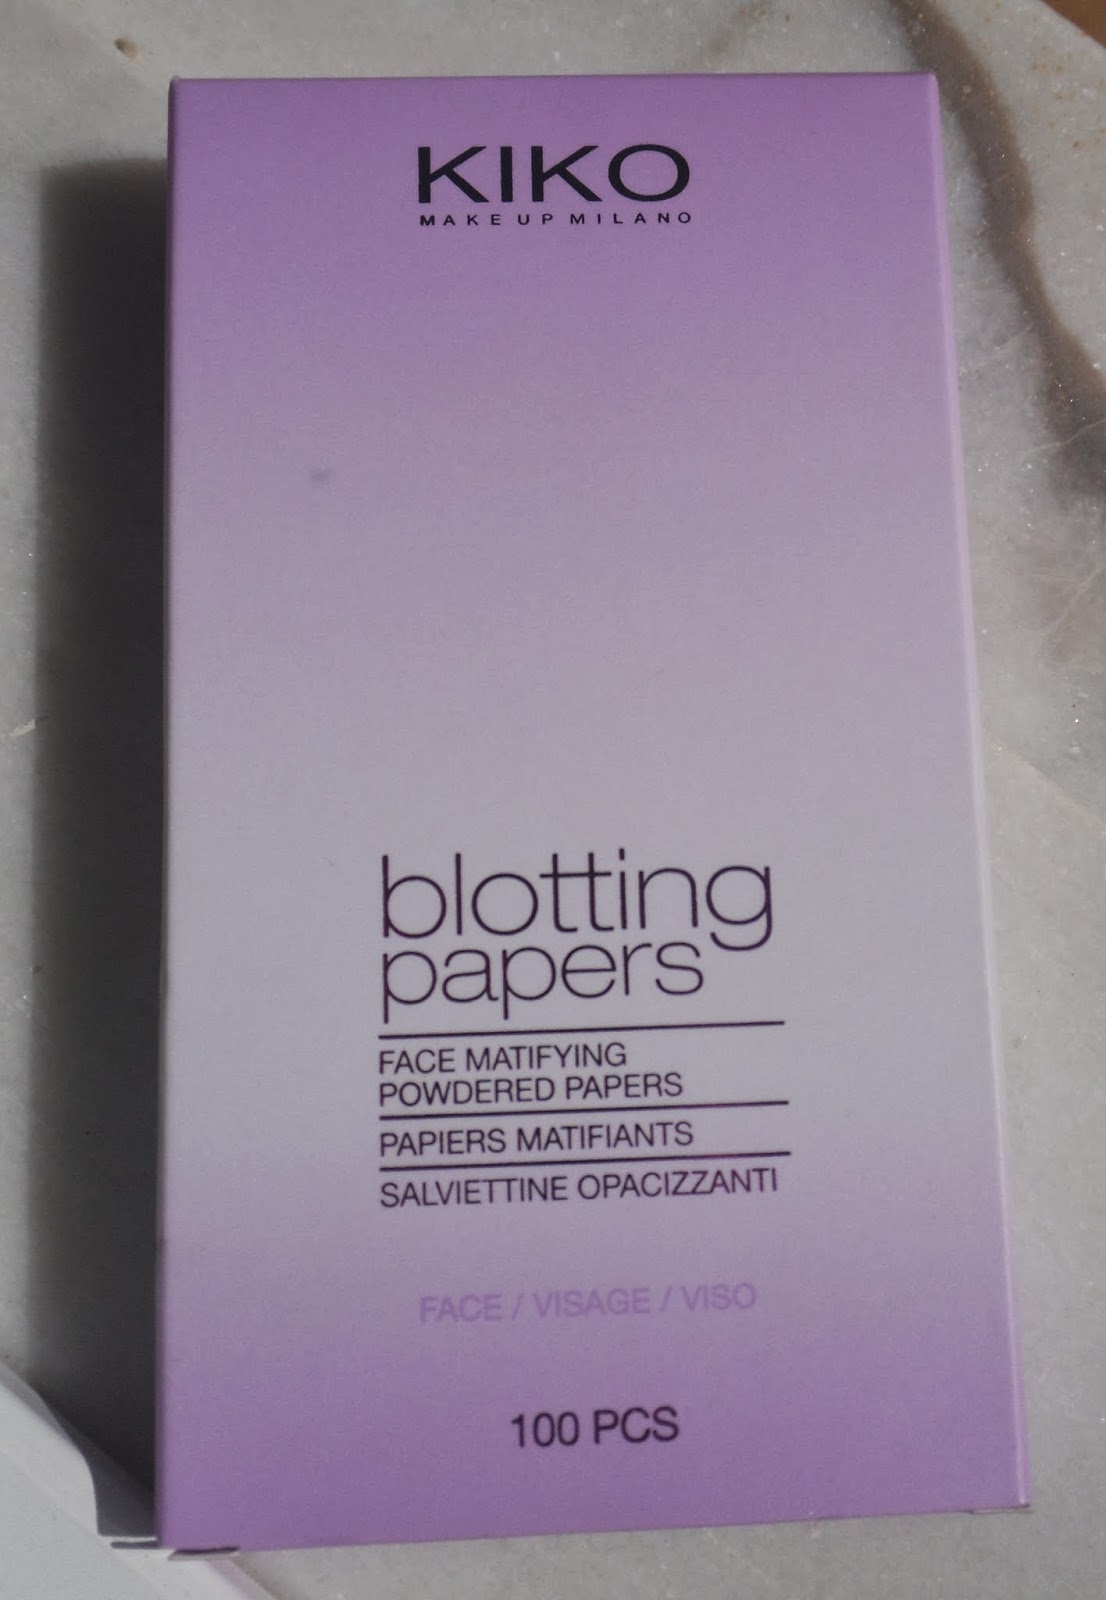 KIKO
MAKE UP MILANO
blotting
papers
FACE MATIFYING
POWDERED PAPERS
PAPIERS MATIFIANTS
SALVIETTINE OPACIZZANTI
FACE / VISAGE / VISO
100 PCS